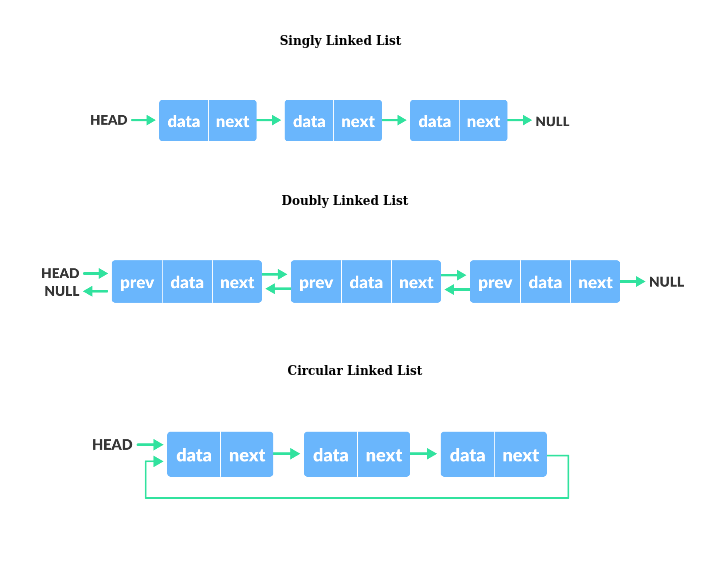 Singly Linked List
HEAD data next data next data next NULL
Doubly Linked List
HEAD
NULL
prev data next prev data next prev data next NULL
Circular Linked List
HEAD
data next data next data next